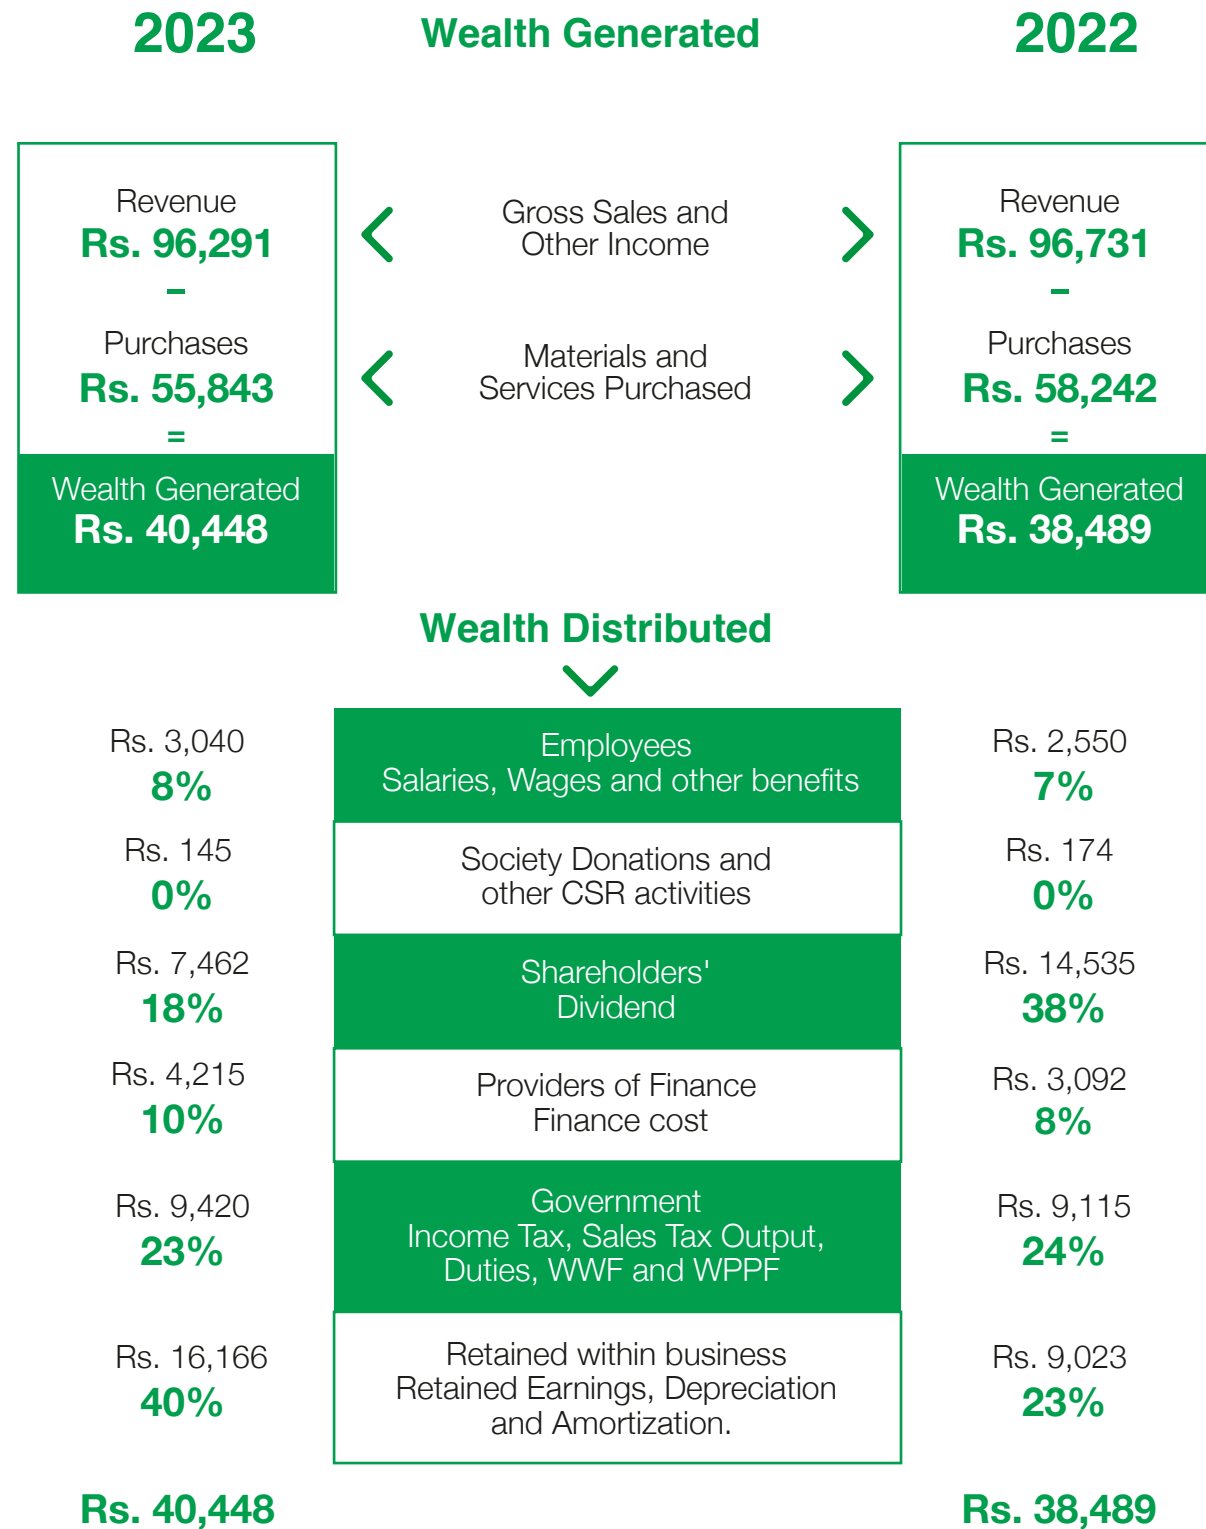 2023 Wealth Generated 2022
Revenue
Rs. 96,291
–
Purchases
Rs. 55,843
=
Wealth Generated
Rs. 40,448
Gross Sales and
Other Income
Materials and
Services Purchased
Revenue
Rs. 96,731
–
Purchases
Rs. 58,242
=
Wealth Generated
Rs. 38,489
Wealth Distributed
Rs. 3,040
8%
Employees
Salaries, Wages and other benefits
Rs. 2,550
7%
Rs. 145
0%
Society Donations and
other CSR activities
Rs. 174
0%
Rs. 7,462
18%
Shareholders'
Dividend
Rs. 14,535
38%
Rs. 4,215
10%
Providers of Finance
Finance cost
Rs. 3,092
8%
Rs. 9,420
23%
Government
Income Tax, Sales Tax Output,
Duties, WWF and WPPF
Rs. 9,115
24%
Rs. 16,166
40%
Retained within business
Retained Earnings, Depreciation
and Amortization.
Rs. 9,023
23%
Rs. 40,448
Rs. 38,489